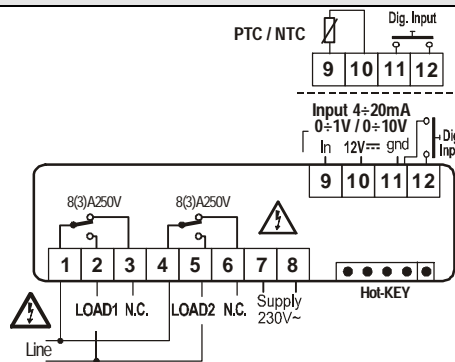 PTC / NTC
Dig. Input
9 10 11 12
Input 4÷20mA
0÷1V / 0÷10V
In 12V⎓ gnd
Dig
Inp
9 10 11 12
8(3)A250V 8(3)A250V
1 2 3 4 5 6 7 8
LOAD1 N.C. LOAD2 N.C. Supply
230V~
Hot-KEY
Line